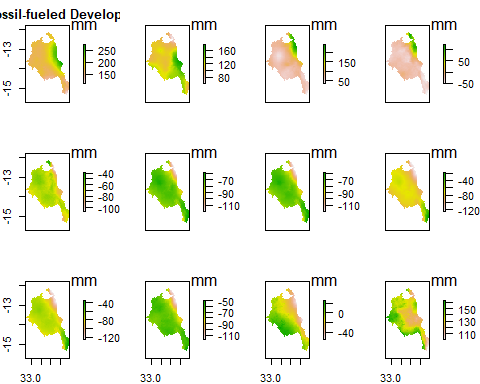 ossil-fueled Develop
mm mm mm mm
-13 250 160 150 50
200 120
-15 150 80 50 -50
mm mm mm mm
-40 -70 -70 -40
-13 -60 -90 -90 -80
-80
-15 -100 -110 -110 -120
mm mm mm mm
-40 -50 0 150
-13 -80 -70 -40 130
-90
-15 -120 -110 110
33.0 33.0 33.0 33.0